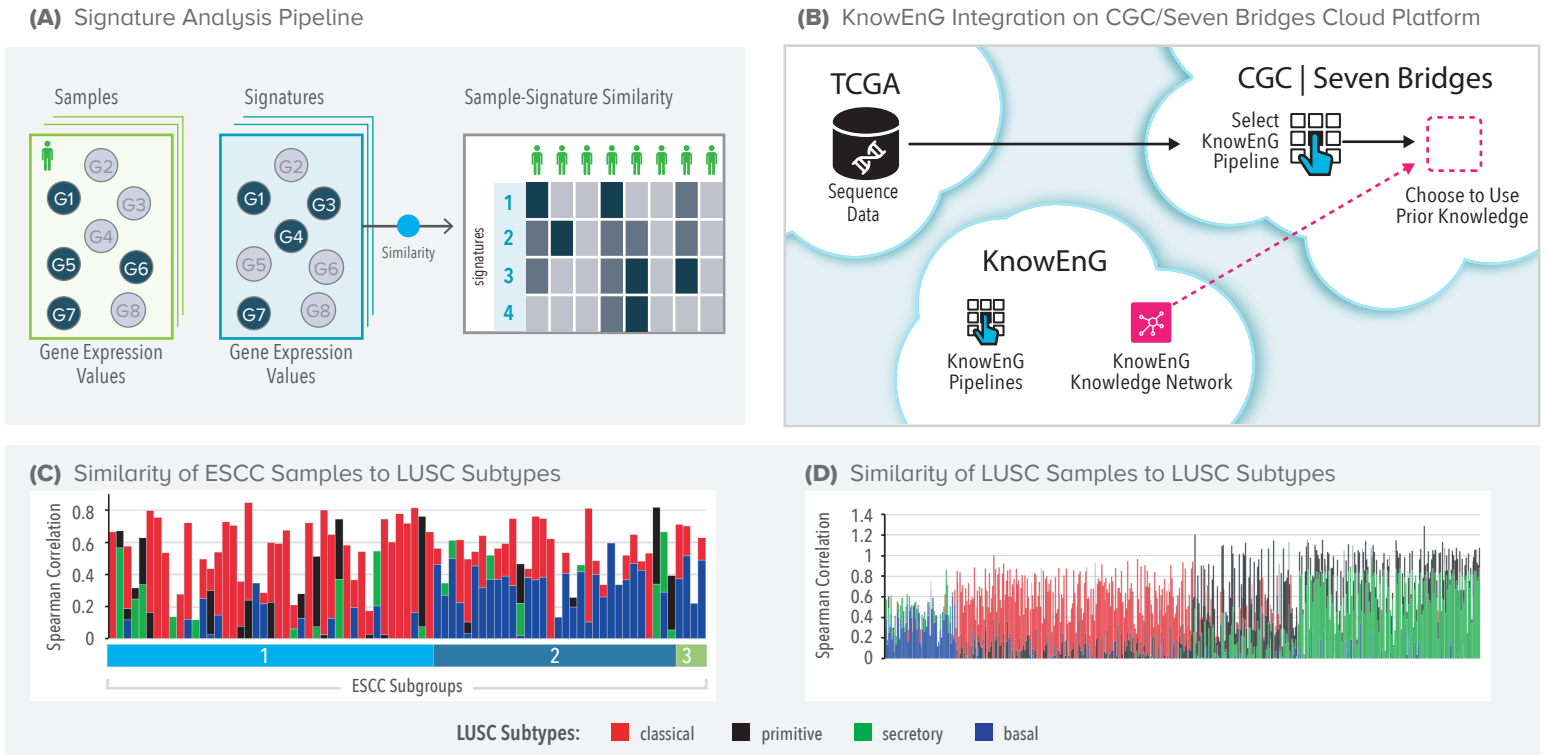 (A) Signature Analysis Pipeline
Samples
Signatures
Sample-Signature Similarity
G2
G1
G3
G4
G5
G6
G7
G8
Gene Expression
Values
G2
G1
G3
G4
G5
G6
G7
G8
Gene Expression
Values
Similarity
signatures
1
2
3
4
(B) KnowEnG Integration on CGC/Seven Bridges Cloud Platform
TCGA
Sequence
Data
CGC | Seven Bridges
Select
KnowEnG
Pipeline
Choose to Use
Prior Knowledge
KnowEnG
KnowEnG
Pipelines
KnowEnG
Knowledge Network
(C) Similarity of ESCC Samples to LUSC Subtypes
Spearman Correlation
0.8
0.6
0.4
0.2
0
1
2
3
ESCC Subgroups
(D) Similarity of LUSC Samples to LUSC Subtypes
Spearman Correlation
1.4
1.2
1
0.8
0.6
0.4
0.2
0
LUSC Subtypes: classical primitive secretory basal